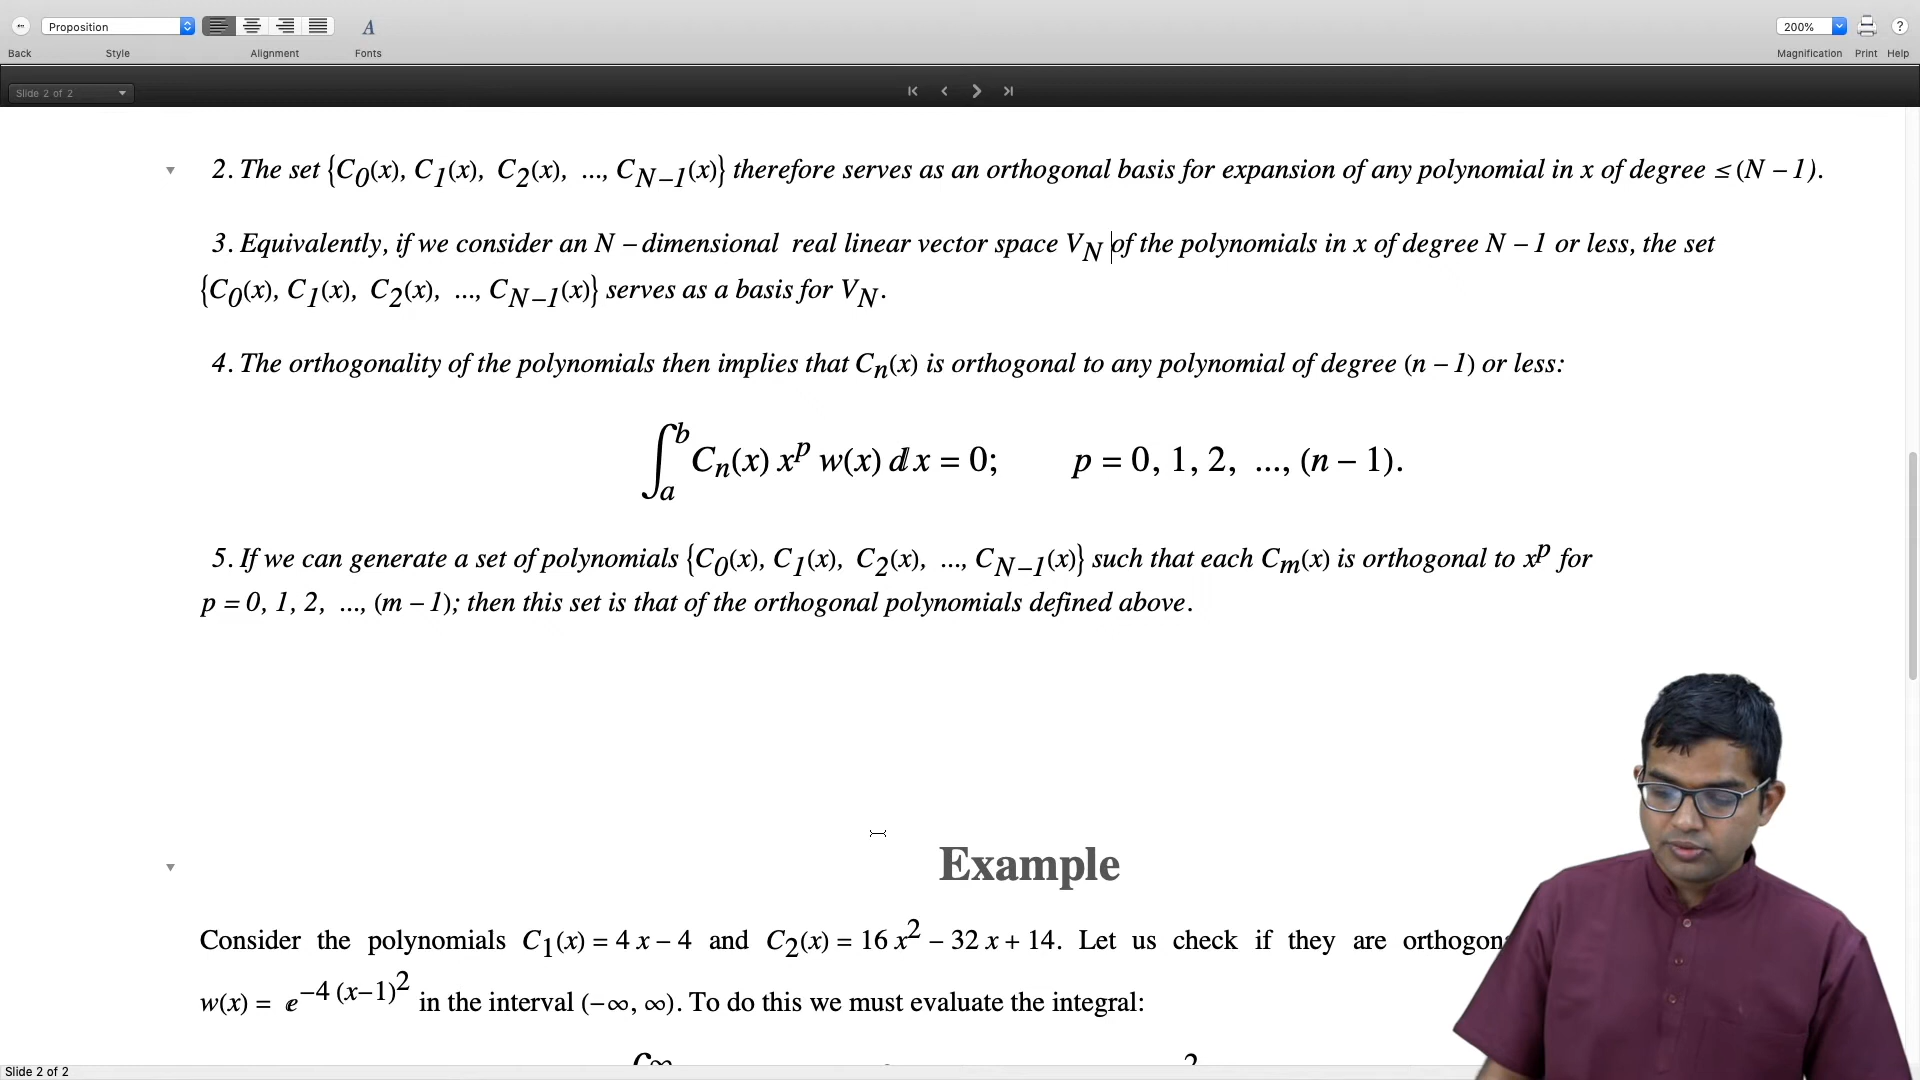 Proposition
200%
Back
Style
Alignment
Fonts
Magnification
Print
Help
Slide 2 of 2
2. The set {C0(x), C1(x), C2(x), ..., CN−1(x)} therefore serves as an orthogonal basis for expansion of any polynomial in x of degree ≤ (N − 1).
3. Equivalently, if we consider an N − dimensional real linear vector space VN of the polynomials in x of degree N − 1 or less, the set
{C0(x), C1(x), C2(x), ..., CN−1(x)} serves as a basis for VN.
4. The orthogonality of the polynomials then implies that Cn(x) is orthogonal to any polynomial of degree (n − 1) or less:
∫_a^b Cn(x) x^p w(x) ⅆx = 0; p = 0, 1, 2, ..., (n − 1).
5. If we can generate a set of polynomials {C0(x), C1(x), C2(x), ..., CN−1(x)} such that each Cm(x) is orthogonal to x^p for
p = 0, 1, 2, ..., (m − 1); then this set is that of the orthogonal polynomials defined above.
Example
Consider the polynomials C1(x) = 4 x − 4 and C2(x) = 16 x^2 − 32 x + 14. Let us check if they are
w(x) = ⅇ^(−4 (x−1)^2) in the interval (−∞, ∞). To do this we must evaluate the integral:
Slide 2 of 2